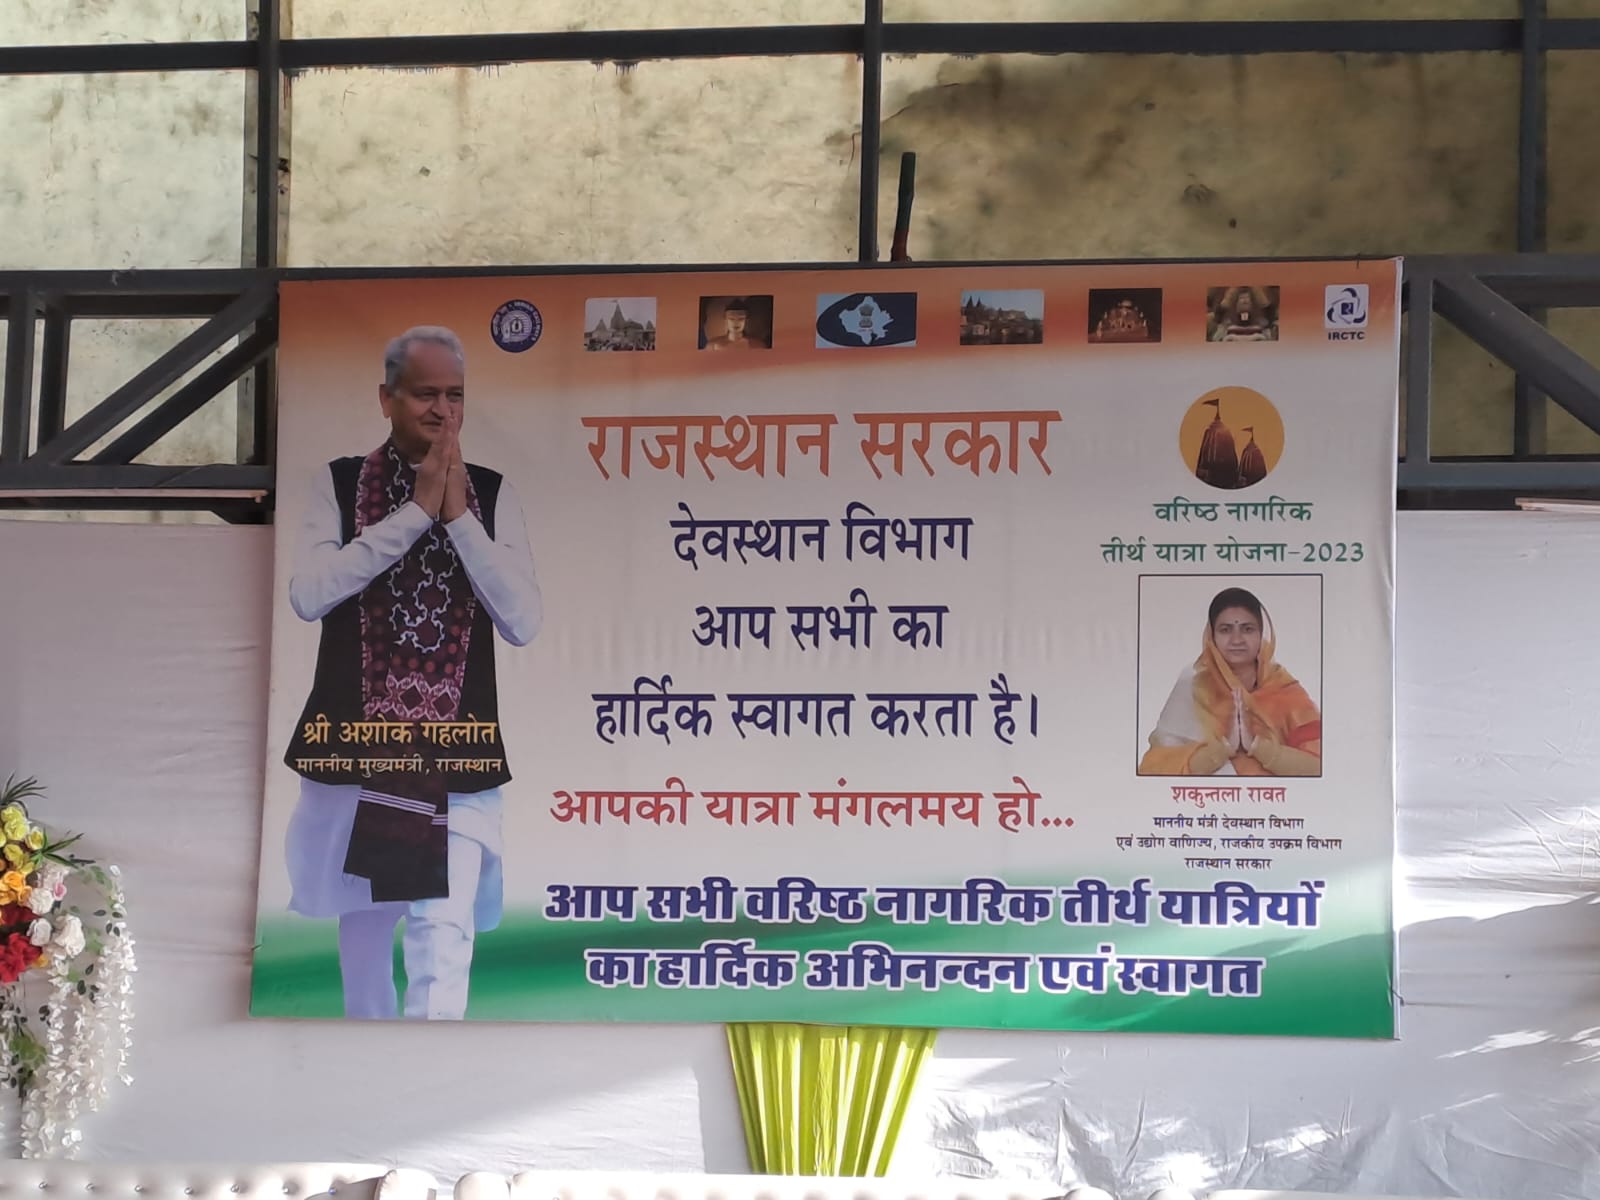 IRCTC
राजस्थान सरकार
देवस्थान विभाग
आप सभी का
हार्दिक स्वागत करता है।
आपकी यात्रा मंगलमय हो...
वरिष्ठ नागरिक
तीर्थ यात्रा योजना-2023
श्री अशोक गहलोत
माननीय मुख्यमंत्री, राजस्थान
शकुन्तला रावत
माननीय मंत्री देवस्थान विभाग
एवं उद्योग वाणिज्य, राजकीय उपक्रम विभाग
राजस्थान सरकार
आप सभी वरिष्ठ नागरिक तीर्थ यात्रियों
का हार्दिक अभिनन्दन एवं स्वागत